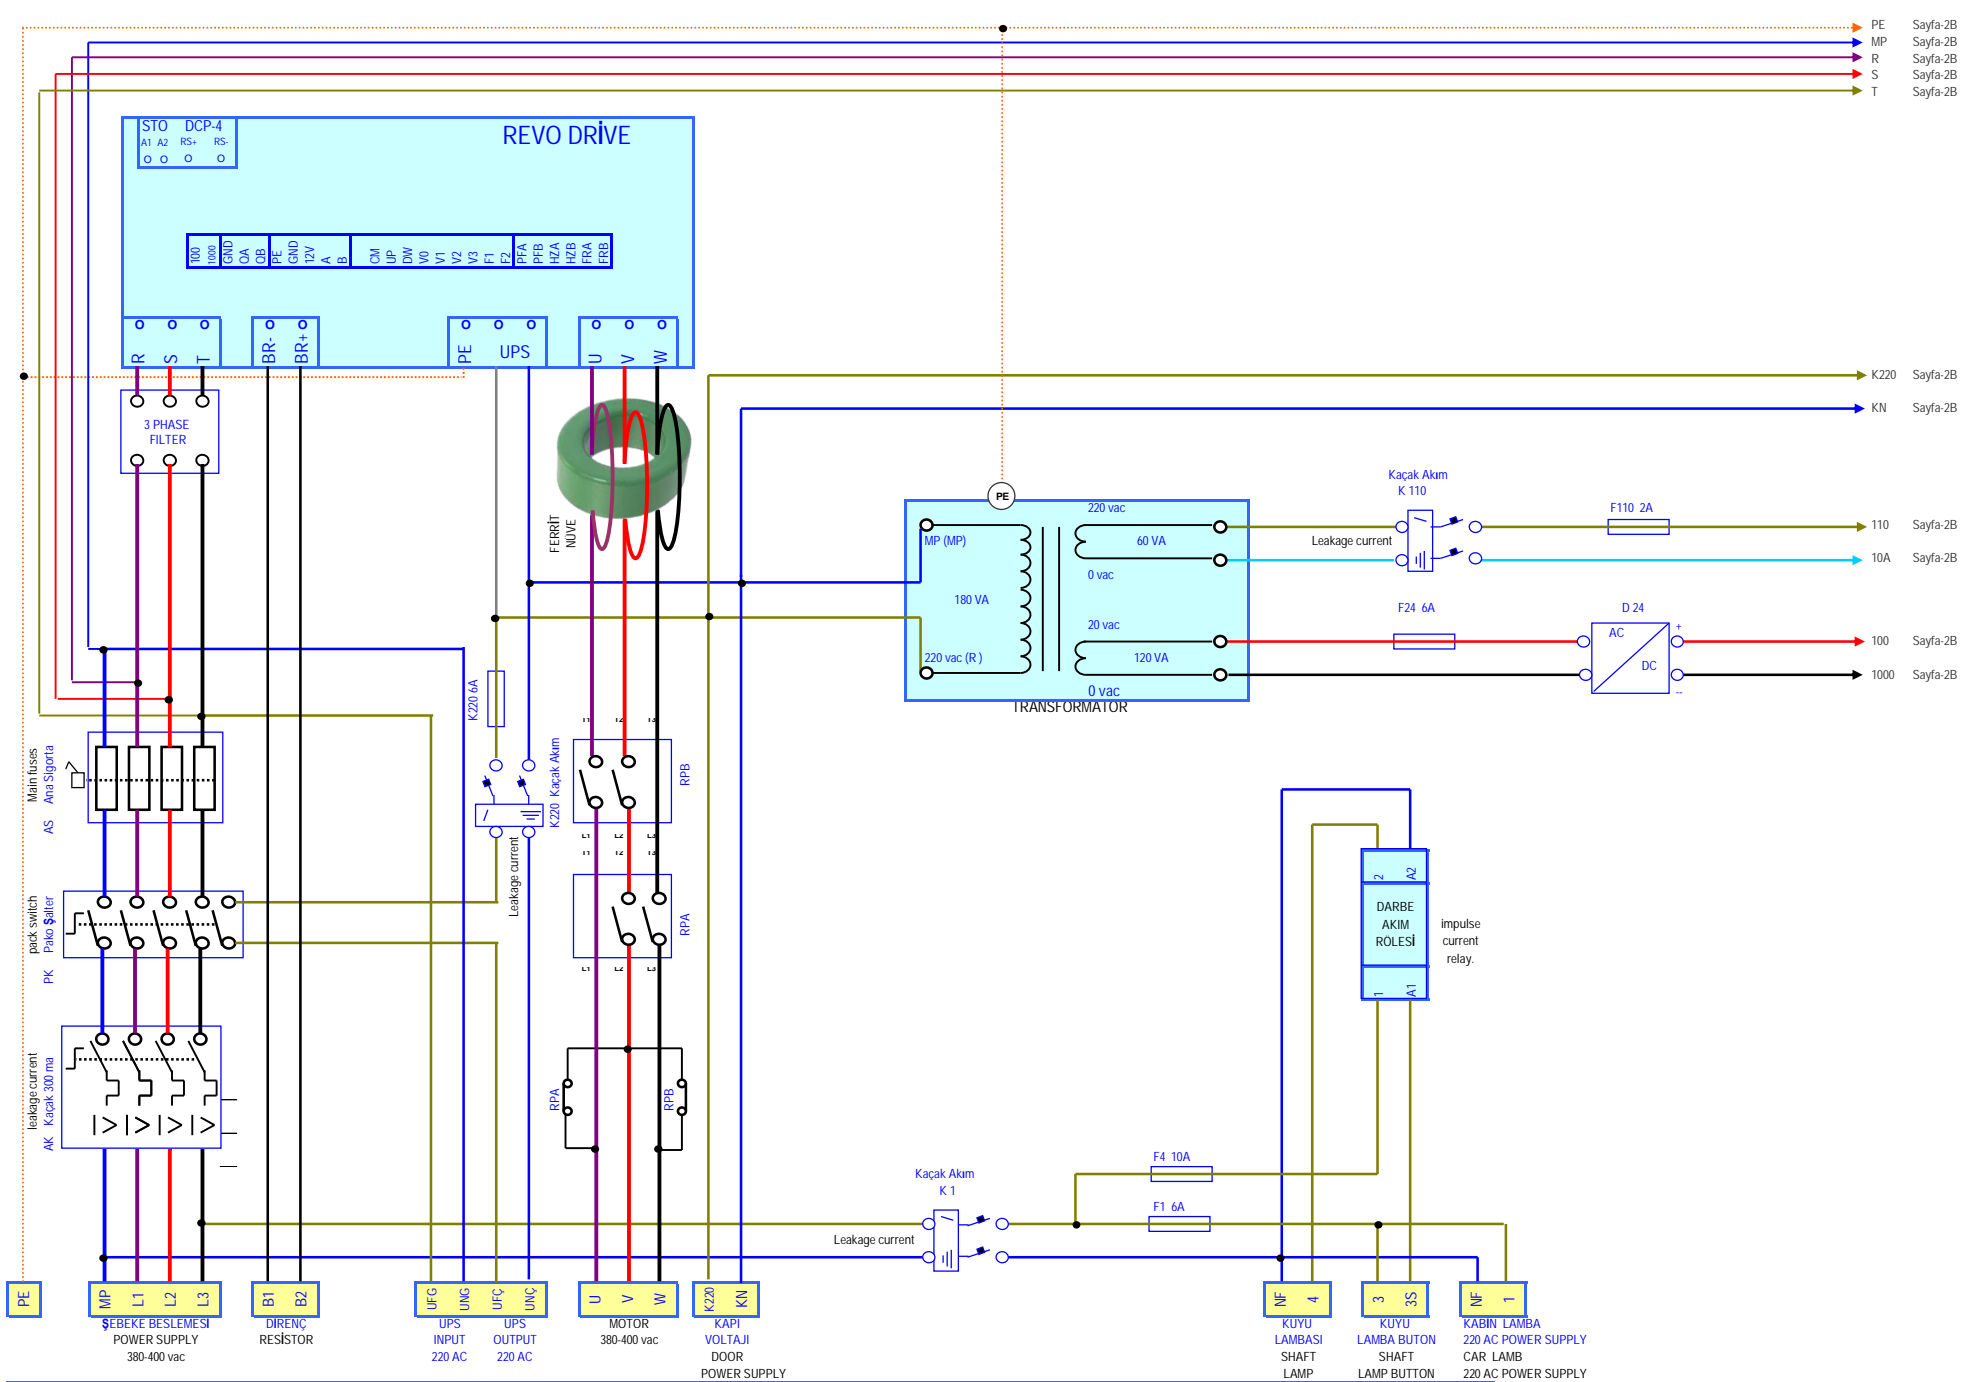 PE Sayfa-2B
MP Sayfa-2B
R Sayfa-2B
S Sayfa-2B
T Sayfa-2B
STO DCP-4
A1 A2 RS+ RS-
REVO DRİVE
100 1000 GND QA QB PE GND 12V A B CM UP DW V0 V1 V2 V3 F1 F2 PFA PFB HZA HZB FRA FRB
R S T BR- BR+ PE UPS U V W
K220 Sayfa-2B
KN Sayfa-2B
3 PHASE
FILTER
FERRİT
NÜVE
PE
Kaçak Akım
K 110
Leakage current
F110 2A
110 Sayfa-2B
10A Sayfa-2B
MP (MP)
220 vac
60 VA
0 vac
180 VA
20 vac
120 VA
220 vac (R )
0 vac
TRANSFORMATOR
F24 6A
D 24
AC
DC
+
--
100 Sayfa-2B
1000 Sayfa-2B
Main fuses
AS Ana Sigorta
K220 6A
K220 Kaçak Akım
Leakage current
RPB
RPA
pack switch
PK Pako Şalter
leakage current
AK Kaçak 300 ma
RPA
RPB
2 A2
DARBE
AKIM
RÖLESİ
1 A1
impulse
current
relay.
Kaçak Akım
K 1
Leakage current
F4 10A
F1 6A
PE
MP L1 L2 L3
ŞEBEKE BESLEMESİ
POWER SUPPLY
380-400 vac
B1 B2
DİRENÇ
RESİSTOR
UFG UNG UFÇ UNÇ
UPS
INPUT
220 AC
UPS
OUTPUT
220 AC
U V W
MOTOR
380-400 vac
K220 KN
KAPI
VOLTAJI
DOOR
POWER SUPPLY
NF 4
KUYU
LAMBASI
SHAFT
LAMP
3 3S
KUYU
LAMBA BUTON
SHAFT
LAMP BUTTON
NF 1
KABİN LAMBA
220 AC POWER SUPPLY
CAR LAMB
220 AC POWER SUPPLY